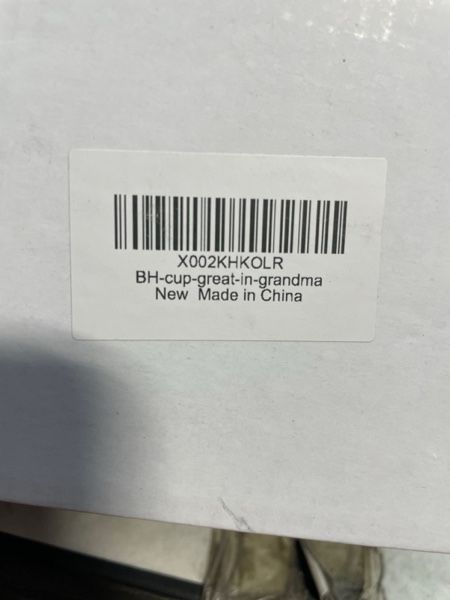 X002KHKOLR
BH-cup-great-in-grandma
New  Made in China